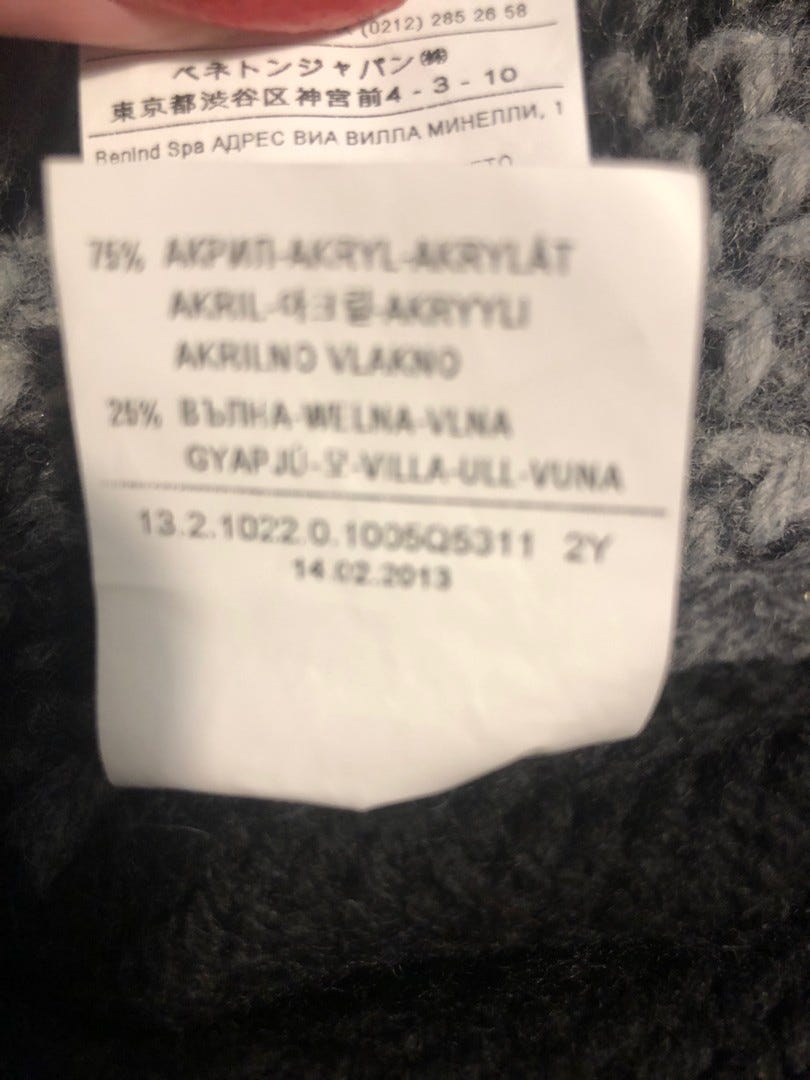 (0212) 285 26 58
ベネトンジャパン㈱
東京都渋谷区神宮前4-3-10
Benind Spa АДРЕС ВИА ВИЛЛА МИНЕЛЛИ, 1
75% АКРИЛ-AKRYL-AKRYLÁT
AKRIL-아크릴-AKRYYLI
AKRILNO VLAKNO
25% ВЪЛНА-WEŁNA-VLNA
GYAPJÚ-모-VILLA-ULL-VUNA
13.2.1022.0.1005Q5311 2Y
14.02.2013